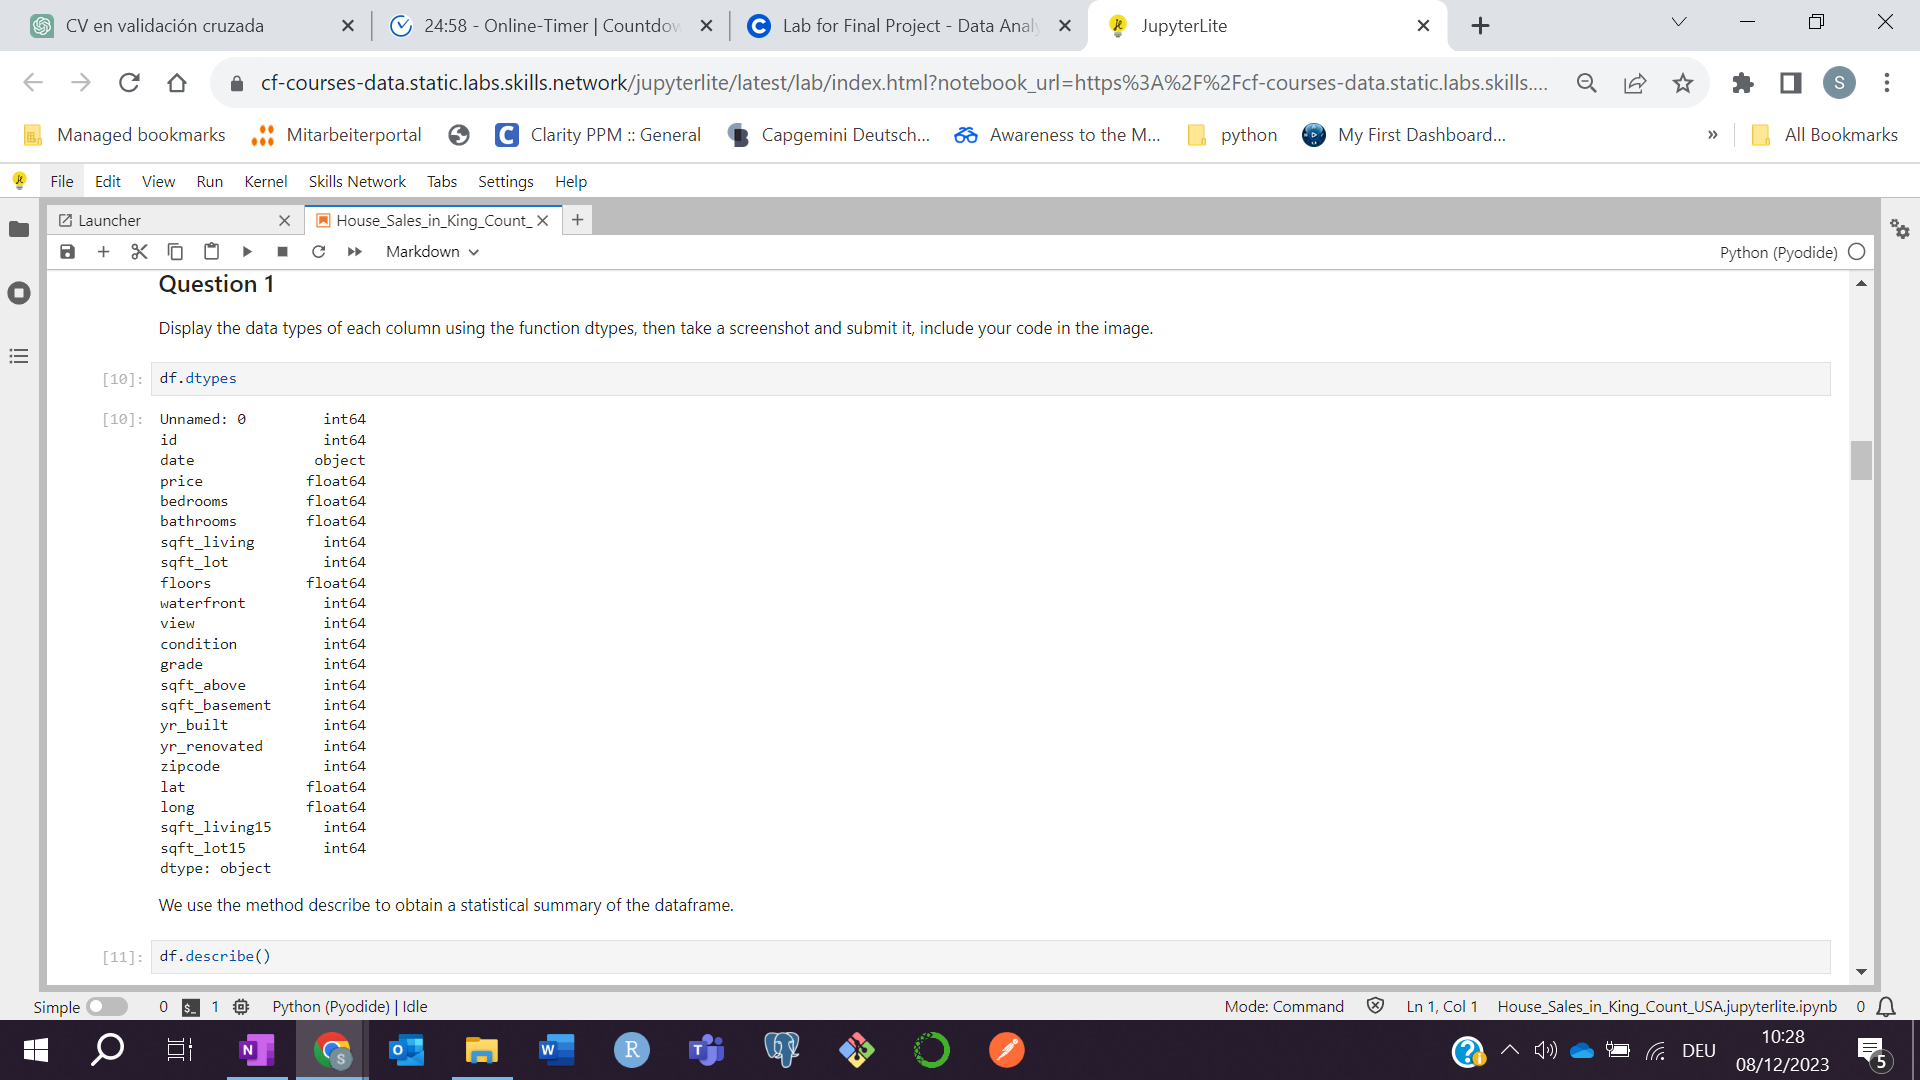 CV en validación cruzada
24:58 - Online-Timer | Countdow
Lab for Final Project - Data Analy
JupyterLite
cf-courses-data.static.labs.skills.network/jupyterlite/latest/lab/index.html?notebook_url=https%3A%2F%2Fcf-courses-data.static.labs.skills....
S
Managed bookmarks
Mitarbeiterportal
Clarity PPM :: General
Capgemini Deutsch...
Awareness to the M...
python
My First Dashboard...
»
All Bookmarks
File Edit View Run Kernel Skills Network Tabs Settings Help
Launcher
House_Sales_in_King_Count_
Markdown
Python (Pyodide)
Question 1
Display the data types of each column using the function dtypes, then take a screenshot and submit it, include your code in the image.
[10]: df.dtypes
[10]: Unnamed: 0 int64
id int64
date object
price float64
bedrooms float64
bathrooms float64
sqft_living int64
sqft_lot int64
floors float64
waterfront int64
view int64
condition int64
grade int64
sqft_above int64
sqft_basement int64
yr_built int64
yr_renovated int64
zipcode int64
lat float64
long float64
sqft_living15 int64
sqft_lot15 int64
dtype: object
We use the method describe to obtain a statistical summary of the dataframe.
[11]: df.describe()
Simple 0 $_ 1 Python (Pyodide) | Idle
Mode: Command Ln 1, Col 1 House_Sales_in_King_Count_USA.jupyterlite.ipynb 0
N S O W R T
DEU
10:28
08/12/2023
5